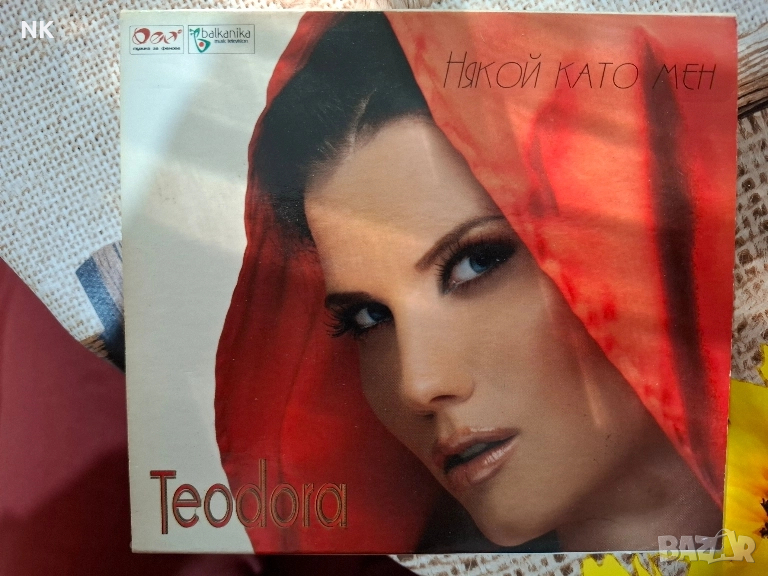 NK
balkanika
music television
музика за фенове
Някой като мен
Teodora
BAZAR